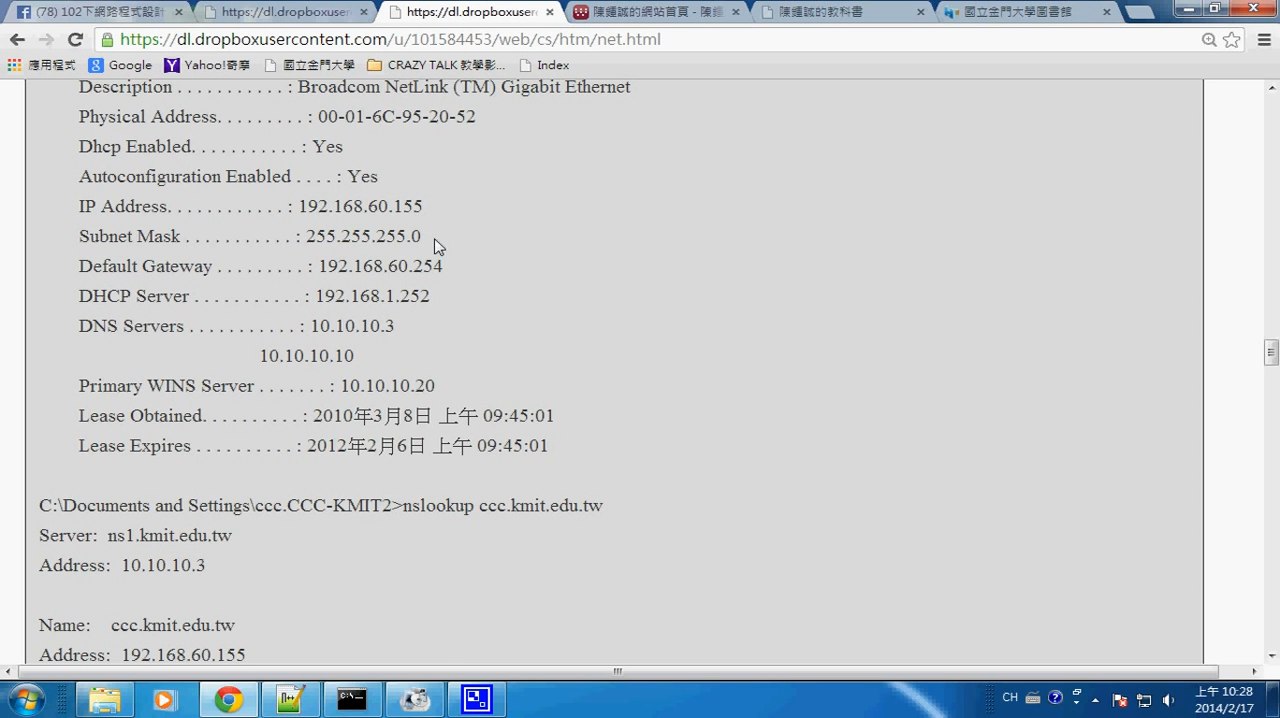 (78) 102下網路程式設計
https://dl.dropboxuser
https://dl.dropboxuser
陳鍾誠的網站首頁 - 陳鍾
陳鍾誠的教科書
國立金門大學圖書館
https://dl.dropboxusercontent.com/u/101584453/web/cs/htm/net.html
應用程式
Google
Yahoo!奇摩
國立金門大學
CRAZY TALK 教學影...
Index
Description . . . . . . . . . . . : Broadcom NetLink (TM) Gigabit Ethernet
Physical Address. . . . . . . . . : 00-01-6C-95-20-52
Dhcp Enabled. . . . . . . . . . . : Yes
Autoconfiguration Enabled . . . . : Yes
IP Address. . . . . . . . . . . . : 192.168.60.155
Subnet Mask . . . . . . . . . . . : 255.255.255.0
Default Gateway . . . . . . . . . : 192.168.60.254
DHCP Server . . . . . . . . . . . : 192.168.1.252
DNS Servers . . . . . . . . . . . : 10.10.10.3
10.10.10.10
Primary WINS Server . . . . . . . : 10.10.10.20
Lease Obtained. . . . . . . . . . : 2010年3月8日 上午 09:45:01
Lease Expires . . . . . . . . . . : 2012年2月6日 上午 09:45:01
C:\Documents and Settings\ccc.CCC-KMIT2>nslookup ccc.kmit.edu.tw
Server: ns1.kmit.edu.tw
Address: 10.10.10.3
Name: ccc.kmit.edu.tw
Address: 192.168.60.155
CH
上午 10:28
2014/2/17